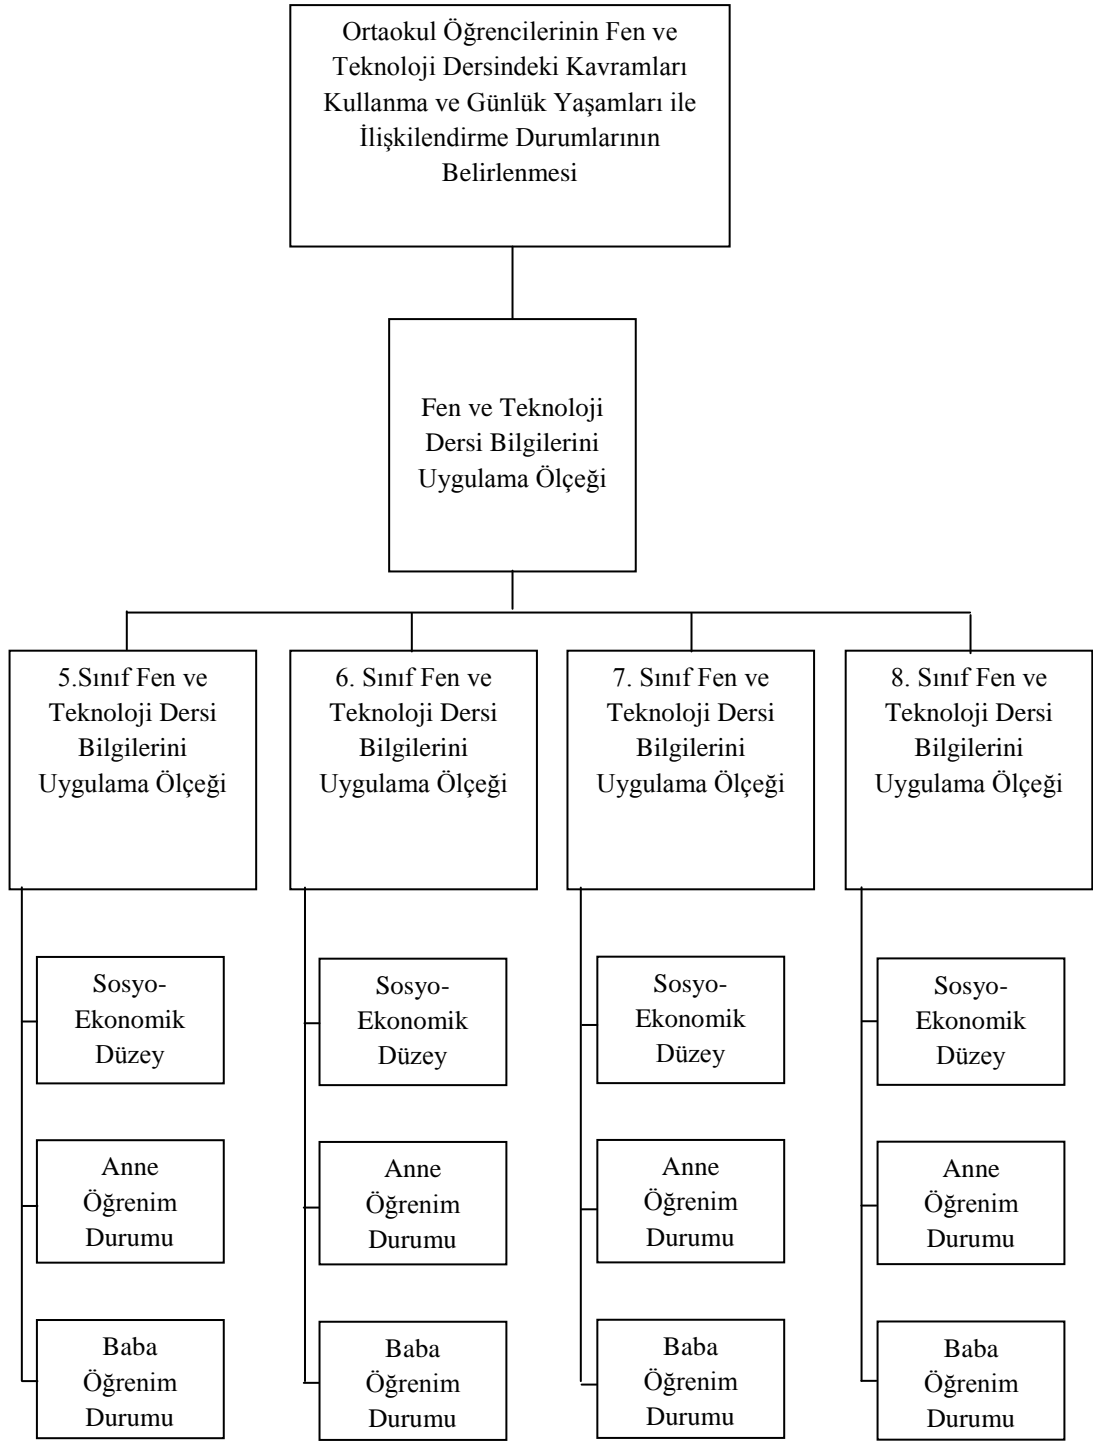 Ortaokul Öğrencilerinin Fen ve
Teknoloji Dersindeki Kavramları
Kullanma ve Günlük Yaşamları ile
İlişkilendirme Durumlarının
Belirlenmesi
Fen ve Teknoloji
Dersi Bilgilerini
Uygulama Ölçeği
5.Sınıf Fen ve
Teknoloji Dersi
Bilgilerini
Uygulama Ölçeği
6. Sınıf Fen ve
Teknoloji Dersi
Bilgilerini
Uygulama Ölçeği
7. Sınıf Fen ve
Teknoloji Dersi
Bilgilerini
Uygulama Ölçeği
8. Sınıf Fen ve
Teknoloji Dersi
Bilgilerini
Uygulama Ölçeği
Sosyo-
Ekonomik
Düzey
Sosyo-
Ekonomik
Düzey
Sosyo-
Ekonomik
Düzey
Sosyo-
Ekonomik
Düzey
Anne
Öğrenim
Durumu
Anne
Öğrenim
Durumu
Anne
Öğrenim
Durumu
Anne
Öğrenim
Durumu
Baba
Öğrenim
Durumu
Baba
Öğrenim
Durumu
Baba
Öğrenim
Durumu
Baba
Öğrenim
Durumu